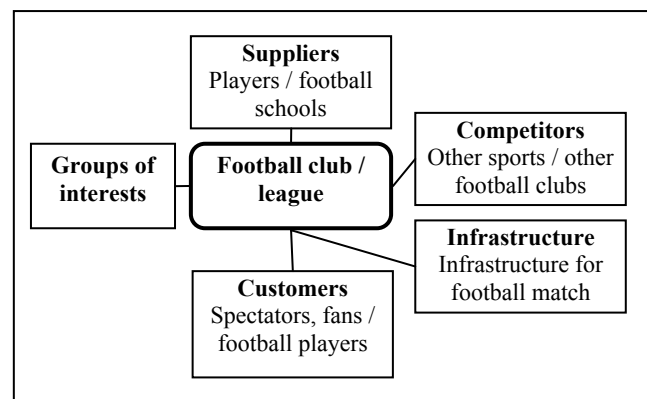 Suppliers
Players / football
schools
Groups of
interests
Football club /
league
Competitors
Other sports / other
football clubs
Infrastructure
Infrastructure for
football match
Customers
Spectators, fans /
football players